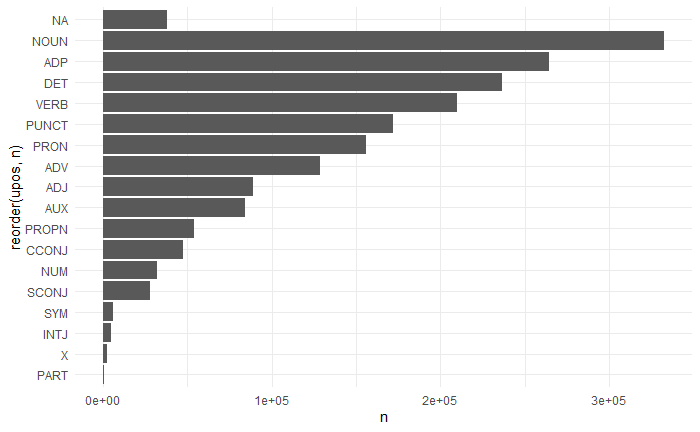 NA
NOUN
ADP
DET
VERB
PUNCT
PRON
ADV
ADJ
AUX
PROPN
CCONJ
NUM
SCONJ
SYM
INTJ
X
PART
reorder(upos, n)
0e+00 1e+05 2e+05 3e+05
n